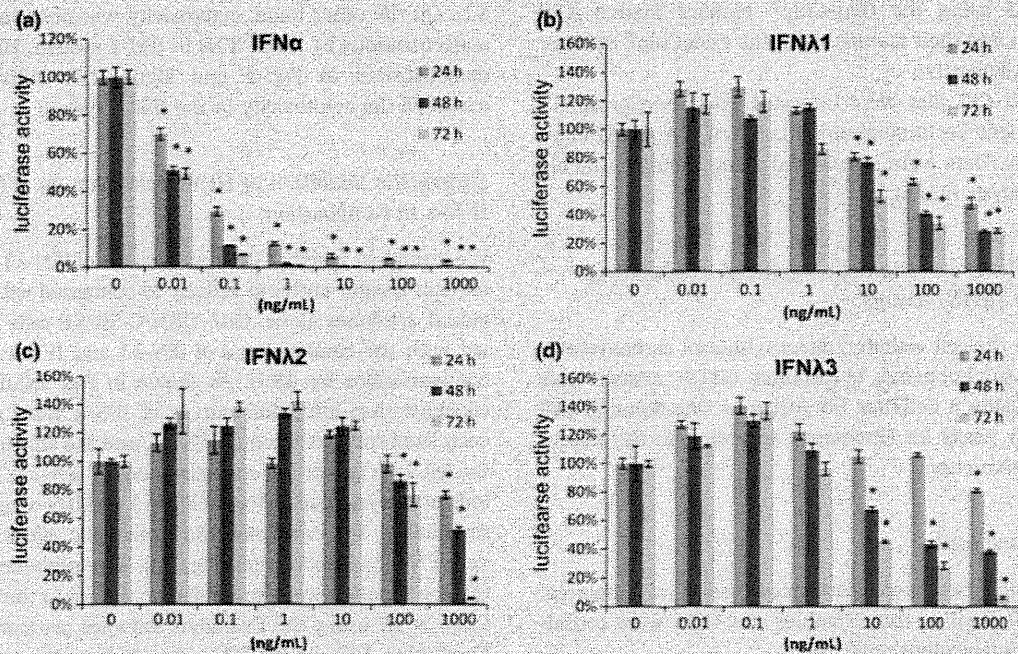 (a)
IFNα
120%
100%
80%
60%
40%
20%
0%
luciferase activity
24 h
48 h
72 h
* * * * * * * * * * * * * * * * * *
0 0.01 0.1 1 10 100 1000
(ng/mL)
(b)
IFNλ1
160%
140%
120%
100%
80%
60%
40%
20%
0%
luciferase activity
24 h
48 h
72 h
* * * * * * * * *
0 0.01 0.1 1 10 100 1000
(ng/mL)
(c)
IFNλ2
160%
140%
120%
100%
80%
60%
40%
20%
0%
luciferase activity
24 h
48 h
72 h
* * * * *
0 0.01 0.1 1 10 100 1000
(ng/mL)
(d)
IFNλ3
160%
140%
120%
100%
80%
60%
40%
20%
0%
lucifearse activity
24 h
48 h
72 h
* * * * * * *
0 0.01 0.1 1 10 100 1000
(ng/mL)